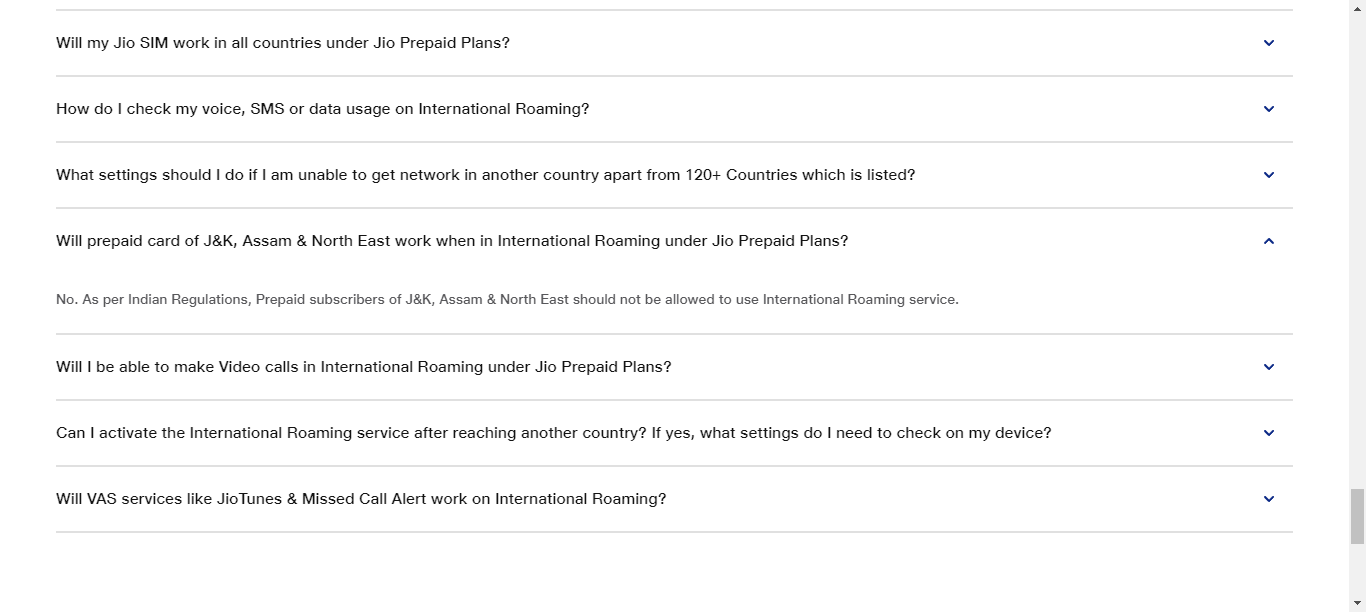 Will my Jio SIM work in all countries under Jio Prepaid Plans?
How do I check my voice, SMS or data usage on International Roaming?
What settings should I do if I am unable to get network in another country apart from 120+ Countries which is listed?
Will prepaid card of J&K, Assam & North East work when in International Roaming under Jio Prepaid Plans?
No. As per Indian Regulations, Prepaid subscribers of J&K, Assam & North East should not be allowed to use International Roaming service.
Will I be able to make Video calls in International Roaming under Jio Prepaid Plans?
Can I activate the International Roaming service after reaching another country? If yes, what settings do I need to check on my device?
Will VAS services like JioTunes & Missed Call Alert work on International Roaming?